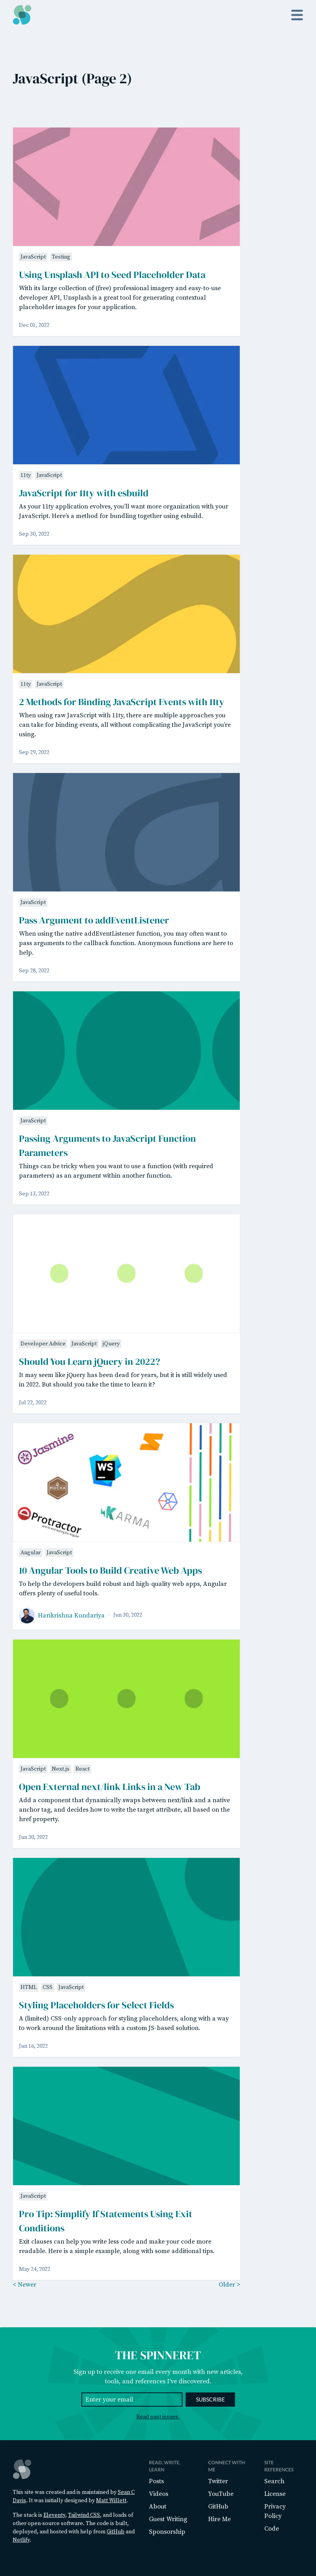 JavaScript (Page 2)
JavaScript Testing
Using Unsplash API to Seed Placeholder Data
With its large collection of (free) professional imagery and easy-to-use
developer API, Unsplash is a great tool for generating contextual
placeholder images for your application.
Dec 01, 2022
11ty JavaScript
JavaScript for 11ty with esbuild
As your 11ty application evolves, you'll want more organization with your
JavaScript. Here's a method for bundling together using esbuild.
Sep 30, 2022
11ty JavaScript
2 Methods for Binding JavaScript Events with 11ty
When using raw JavaScript with 11ty, there are multiple approaches you
can take for binding events, all without complicating the JavaScript you're
using.
Sep 29, 2022
JavaScript
Pass Argument to addEventListener
When using the native addEventListener function, you may often want to
pass arguments to the callback function. Anonymous functions are here to
help.
Sep 28, 2022
JavaScript
Passing Arguments to JavaScript Function
Parameters
Things can be tricky when you want to use a function (with required
parameters) as an argument within another function.
Sep 13, 2022
Developer Advice JavaScript jQuery
Should You Learn jQuery in 2022?
It may seem like jQuery has been dead for years, but it is still widely used
in 2022. But should you take the time to learn it?
Jul 22, 2022
Jasmine
WS
MOCHA
KARMA
Protractor
Angular JavaScript
10 Angular Tools to Build Creative Web Apps
To help the developers build robust and high-quality web apps, Angular
offers plenty of useful tools.
Harikrishna Kundariya · Jun 30, 2022
JavaScript Next.js React
Open External next/link Links in a New Tab
Add a component that dynamically swaps between next/link and a native
anchor tag, and decides how to write the target attribute, all based on the
href property.
Jun 30, 2022
HTML CSS JavaScript
Styling Placeholders for Select Fields
A (limited) CSS-only approach for styling placeholders, along with a way
to work around the limitations with a custom JS-based solution.
Jun 16, 2022
JavaScript
Pro Tip: Simplify If Statements Using Exit
Conditions
Exit clauses can help you write less code and make your code more
readable. Here is a simple example, along with some additional tips.
May 24, 2022
< Newer Older >
THE SPINNERET
Sign up to receive one email every month with new articles,
tools, and references I've discovered.
Enter your email SUBSCRIBE
Read past issues.
This site was created and is maintained by Sean C
Davis. It was initially designed by Matt Willett.
The stack is Eleventy, Tailwind CSS, and loads of
other open-source software. The code is built,
deployed, and hosted with help from GitHub and
Netlify.
READ, WRITE,
LEARN
Posts
Videos
About
Guest Writing
Sponsorship
CONNECT WITH
ME
Twitter
YouTube
GitHub
Hire Me
SITE
REFERENCES
Search
License
Privacy
Policy
Code